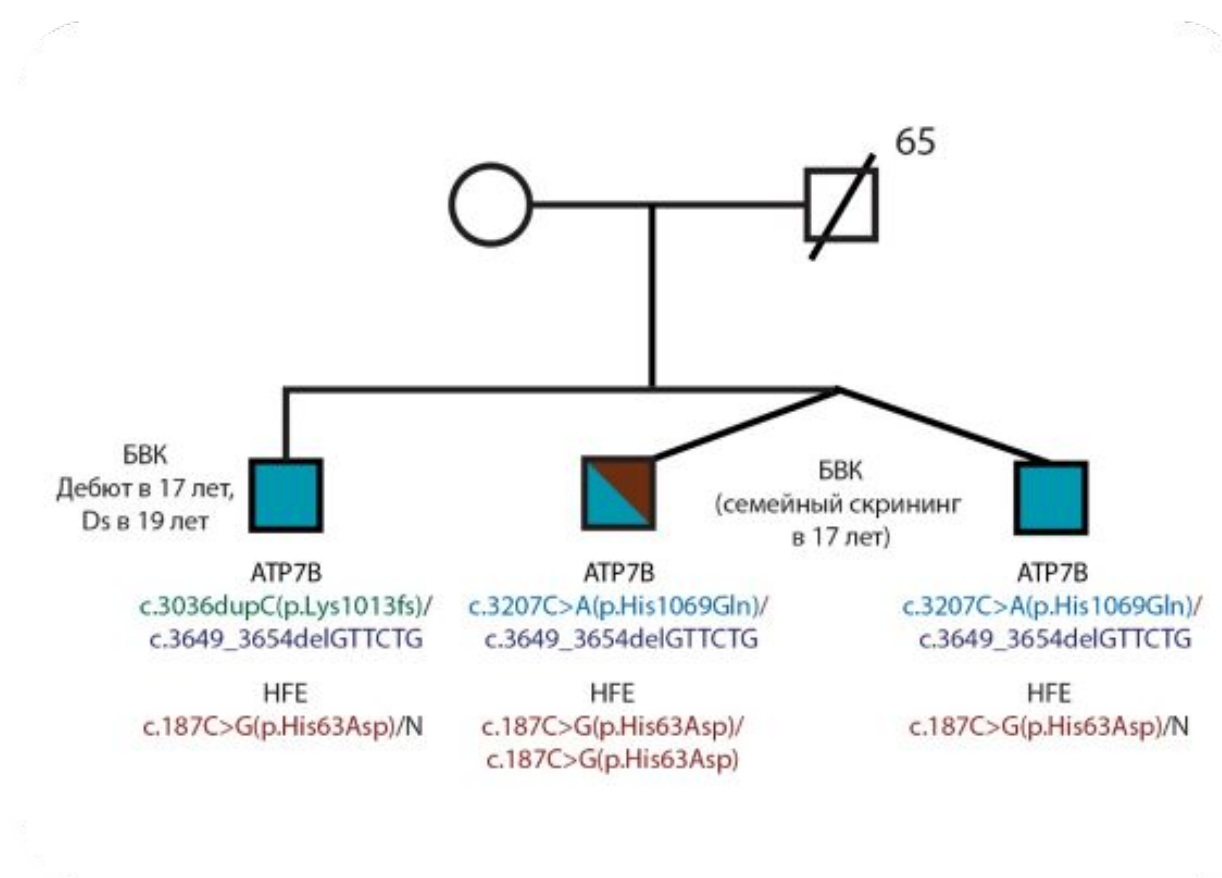 65
БВК
Дебют в 17 лет,
Ds в 19 лет
БВК
(семейный скрининг
в 17 лет)
ATP7B
c.3036dupC(p.Lys1013fs)/
c.3649_3654delGTTCTG
HFE
c.187C>G(p.His63Asp)/N
ATP7B
c.3207C>A(p.His1069Gln)/
c.3649_3654delGTTCTG
HFE
c.187C>G(p.His63Asp)/
c.187C>G(p.His63Asp)
ATP7B
c.3207C>A(p.His1069Gln)/
c.3649_3654delGTTCTG
HFE
c.187C>G(p.His63Asp)/N